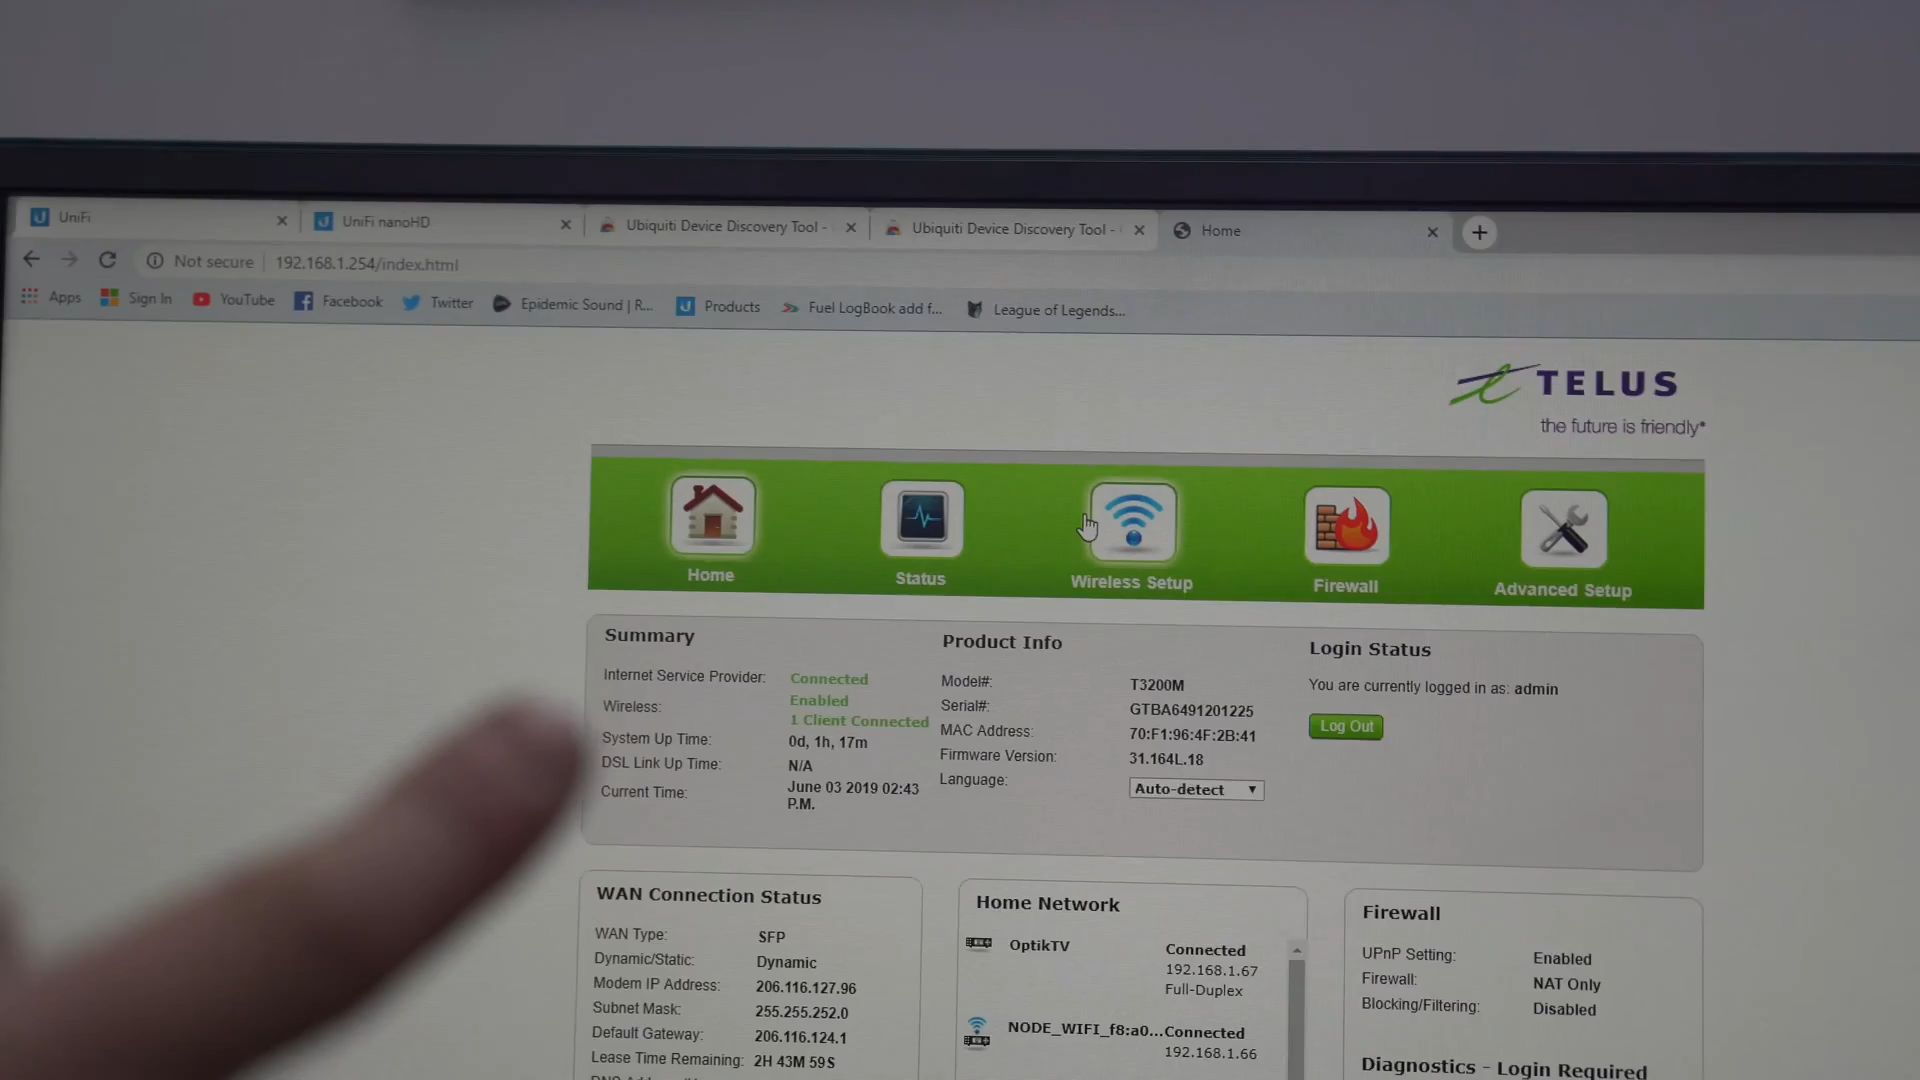 UniFi
UniFi nanoHD
Ubiquiti Device Discovery Tool -
Ubiquiti Device Discovery Tool -
Home
Not secure | 192.168.1.254/index.html
Apps
Sign In
YouTube
Facebook
Twitter
Epidemic Sound | R...
Products
Fuel LogBook add f...
League of Legends...
TELUS
the future is friendly*
Home
Status
Wireless Setup
Firewall
Advanced Setup
Summary
Internet Service Provider: Connected
Wireless: Enabled
1 Client Connected
System Up Time: 0d, 1h, 17m
DSL Link Up Time: N/A
Current Time: June 03 2019 02:43
P.M.
Product Info
Model#: T3200M
Serial#: GTBA6491201225
MAC Address: 70:F1:96:4F:2B:41
Firmware Version: 31.164L.18
Language: Auto-detect
Login Status
You are currently logged in as: admin
Log Out
WAN Connection Status
WAN Type: SFP
Dynamic/Static: Dynamic
Modem IP Address: 206.116.127.96
Subnet Mask: 255.255.252.0
Default Gateway: 206.116.124.1
Lease Time Remaining: 2H 43M 59S
Home Network
OptikTV Connected
192.168.1.67
Full-Duplex
NODE_WIFI_f8:a0... Connected
192.168.1.66
Firewall
UPnP Setting: Enabled
Firewall: NAT Only
Blocking/Filtering: Disabled
Diagnostics - Login Required